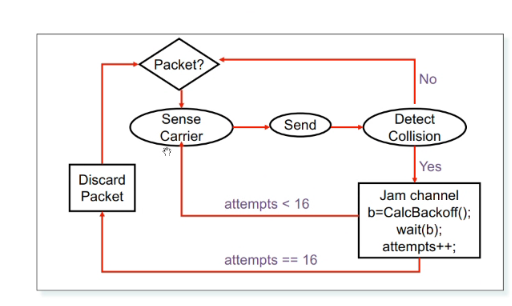 Packet?
No
Sense
Carrier
Send
Detect
Collision
Yes
Discard
Packet
Jam channel
b=CalcBackoff();
wait(b);
attempts++;
attempts < 16
attempts == 16